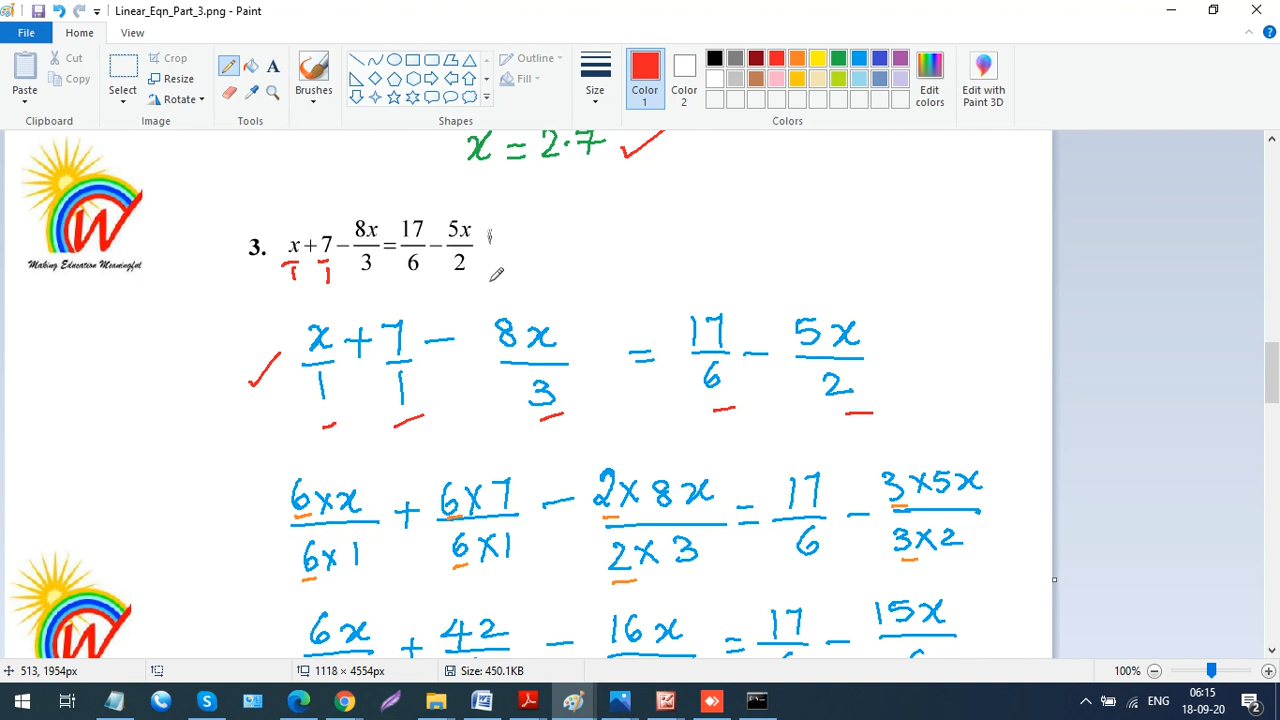 Linear_Eqn_Part_3.png - Paint
File Home View
Paste Cut Copy Clipboard
Select Crop Resize Rotate Image
Tools
Brushes
Outline Fill Shapes
Size
Color 1 Color 2 Edit colors Edit with Paint 3D Colors
x = 2.7
W
Making Education Meaningful
3. x + 7 − 8x/3 = 17/6 − 5x/2
1 1
x/1 + 7/1 − 8x/3 = 17/6 − 5x/2
6×x/6×1 + 6×7/6×1 − 2×8x/2×3 = 17/6 − 3×5x/3×2
6x + 42 − 16x = 17 − 15x
W
513, 1954px 1118 × 4554px Size: 450.1KB 100%
ENG 06:15 18-09-20 2